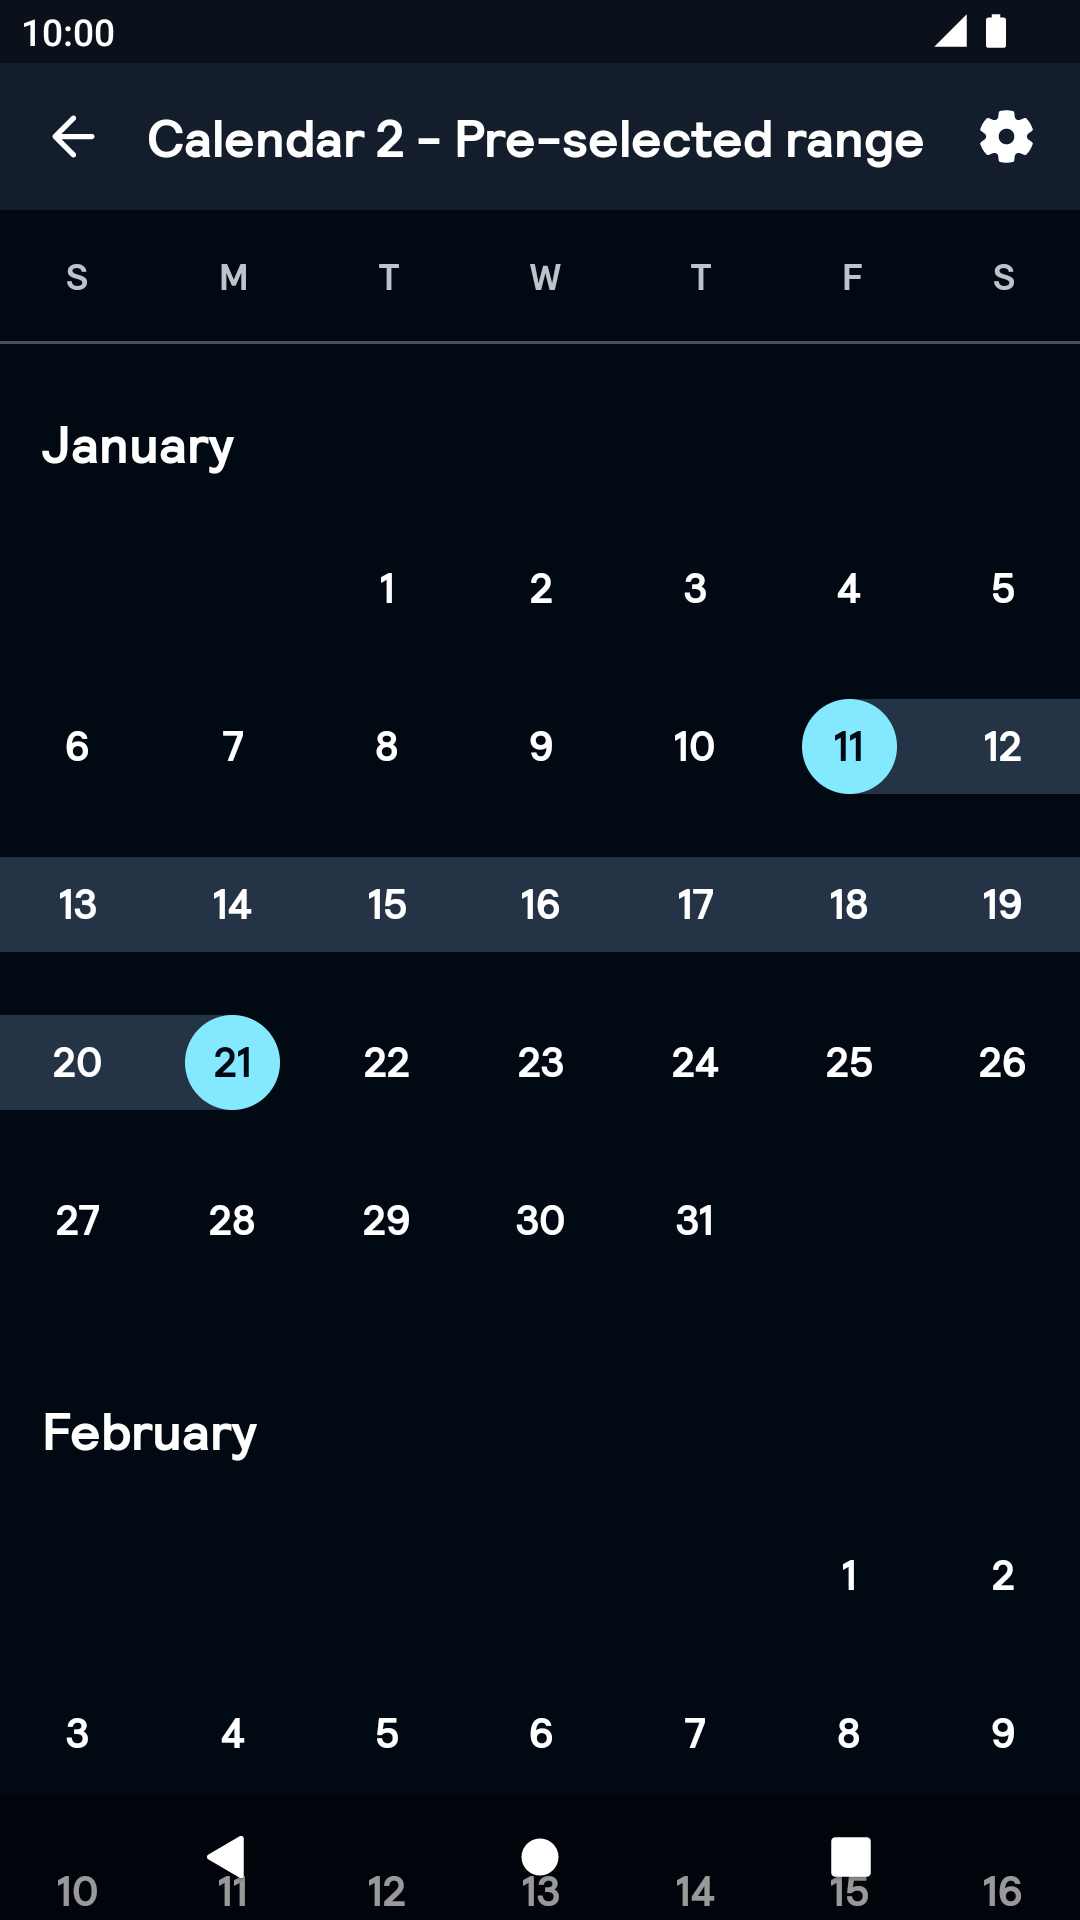 10:00
Calendar 2 - Pre-selected range
S M T W T F S
January
1 2 3 4 5
6 7 8 9 10 11 12
13 14 15 16 17 18 19
20 21 22 23 24 25 26
27 28 29 30 31
February
1 2
3 4 5 6 7 8 9
10 11 12 13 14 15 16